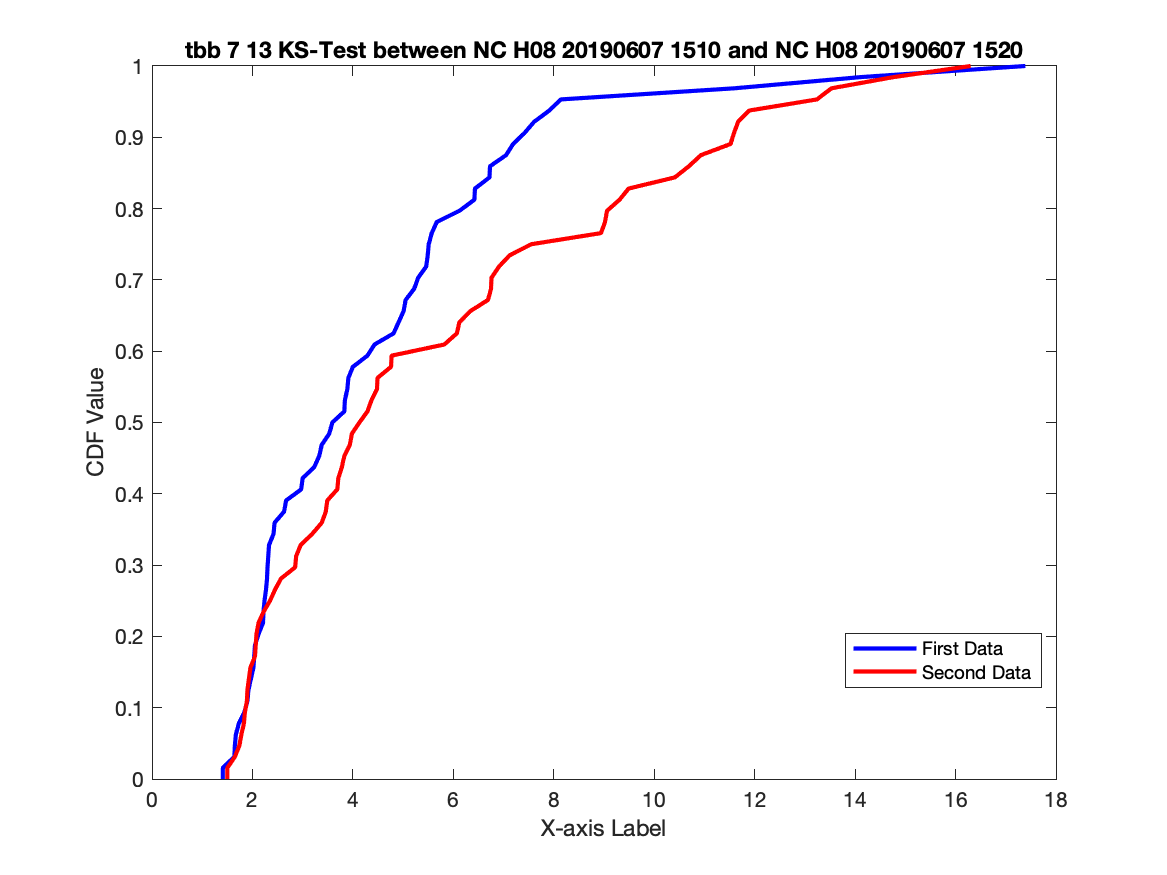 tbb 7 13 KS-Test between NC H08 20190607 1510 and NC H08 20190607 1520
1
0.9
0.8
0.7
0.6
0.5
0.4
0.3
0.2
0.1
0
CDF Value
First Data
Second Data
0 2 4 6 8 10 12 14 16 18
X-axis Label